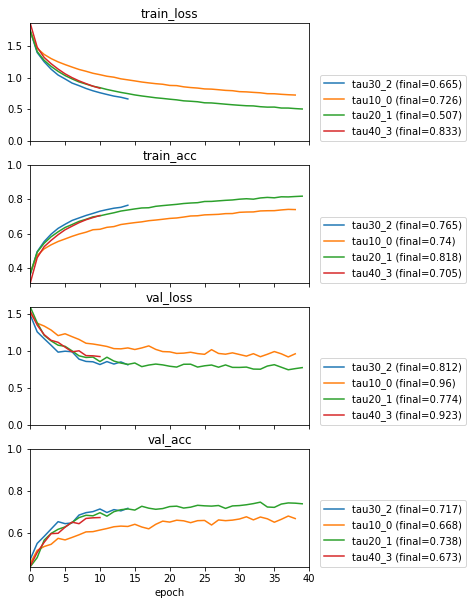 train_loss
1.5
1.0
0.5
0.0
tau30_2 (final=0.665)
tau10_0 (final=0.726)
tau20_1 (final=0.507)
tau40_3 (final=0.833)
train_acc
1.0
0.8
0.6
0.4
tau30_2 (final=0.765)
tau10_0 (final=0.74)
tau20_1 (final=0.818)
tau40_3 (final=0.705)
val_loss
1.5
1.0
0.5
0.0
tau30_2 (final=0.812)
tau10_0 (final=0.96)
tau20_1 (final=0.774)
tau40_3 (final=0.923)
val_acc
1.0
0.8
0.6
tau30_2 (final=0.717)
tau10_0 (final=0.668)
tau20_1 (final=0.738)
tau40_3 (final=0.673)
0 5 10 15 20 25 30 35 40
epoch